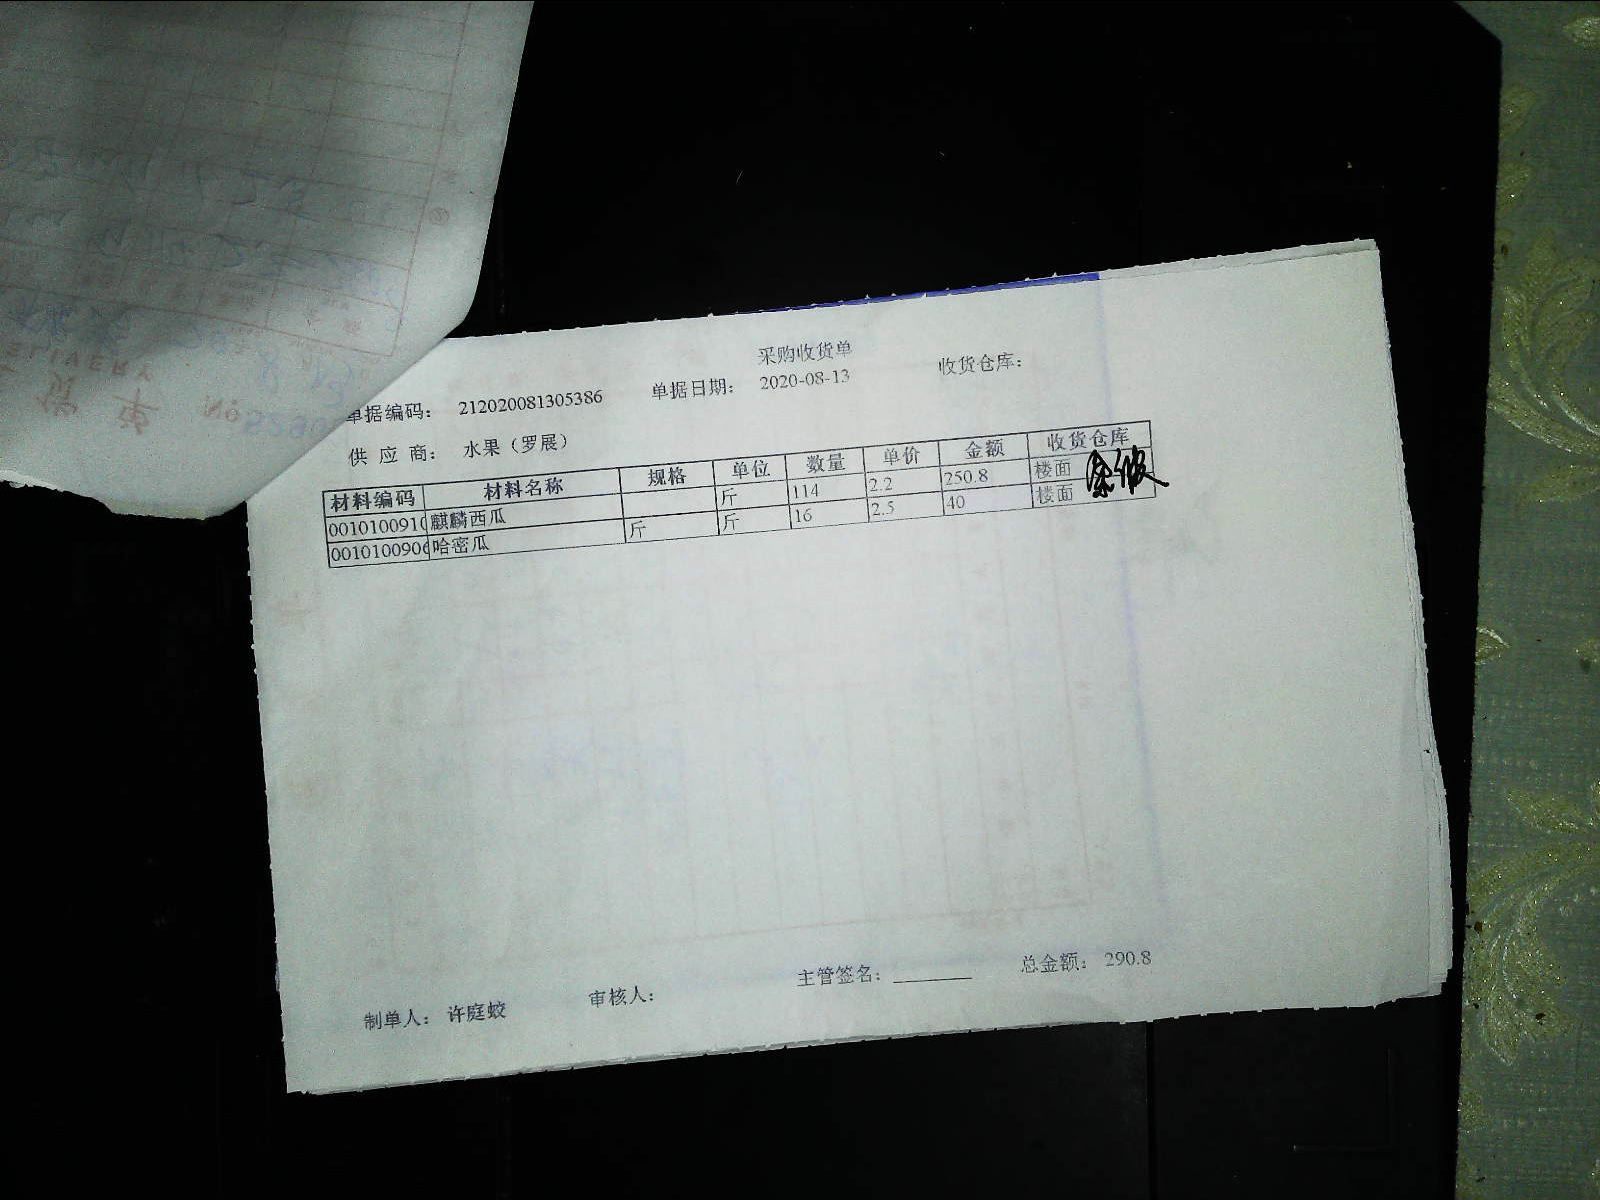 采购收货单
单据编码： 212020081305386 单据日期： 2020-08-13 收货仓库：
供 应 商： 水果（罗展）
材料编码 材料名称 规格 单位 数量 单价 金额 收货仓库
0010100910 麒麟西瓜 斤 114 2.2 250.8 楼面
0010100906 哈密瓜 斤 斤 16 2.5 40 楼面
制单人： 许庭蛟 审核人： 主管签名：________ 总金额： 290.8